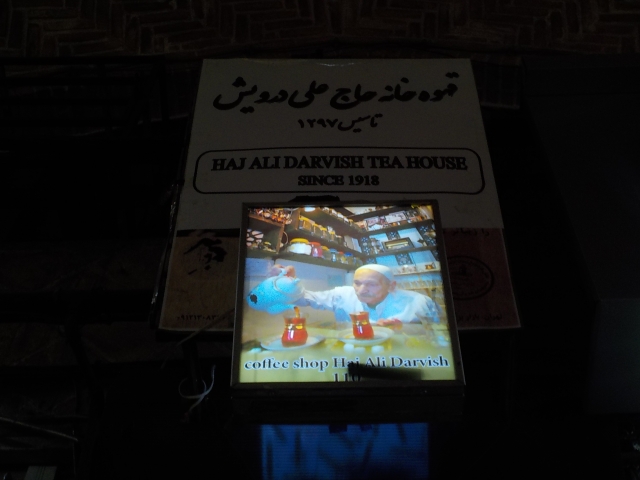 قهوه خانه حاج علی درویش
تاسیس ۱۲۹۷
HAJ ALI DARVISH TEA HOUSE
SINCE 1918
coffee shop Haj Ali Darvish